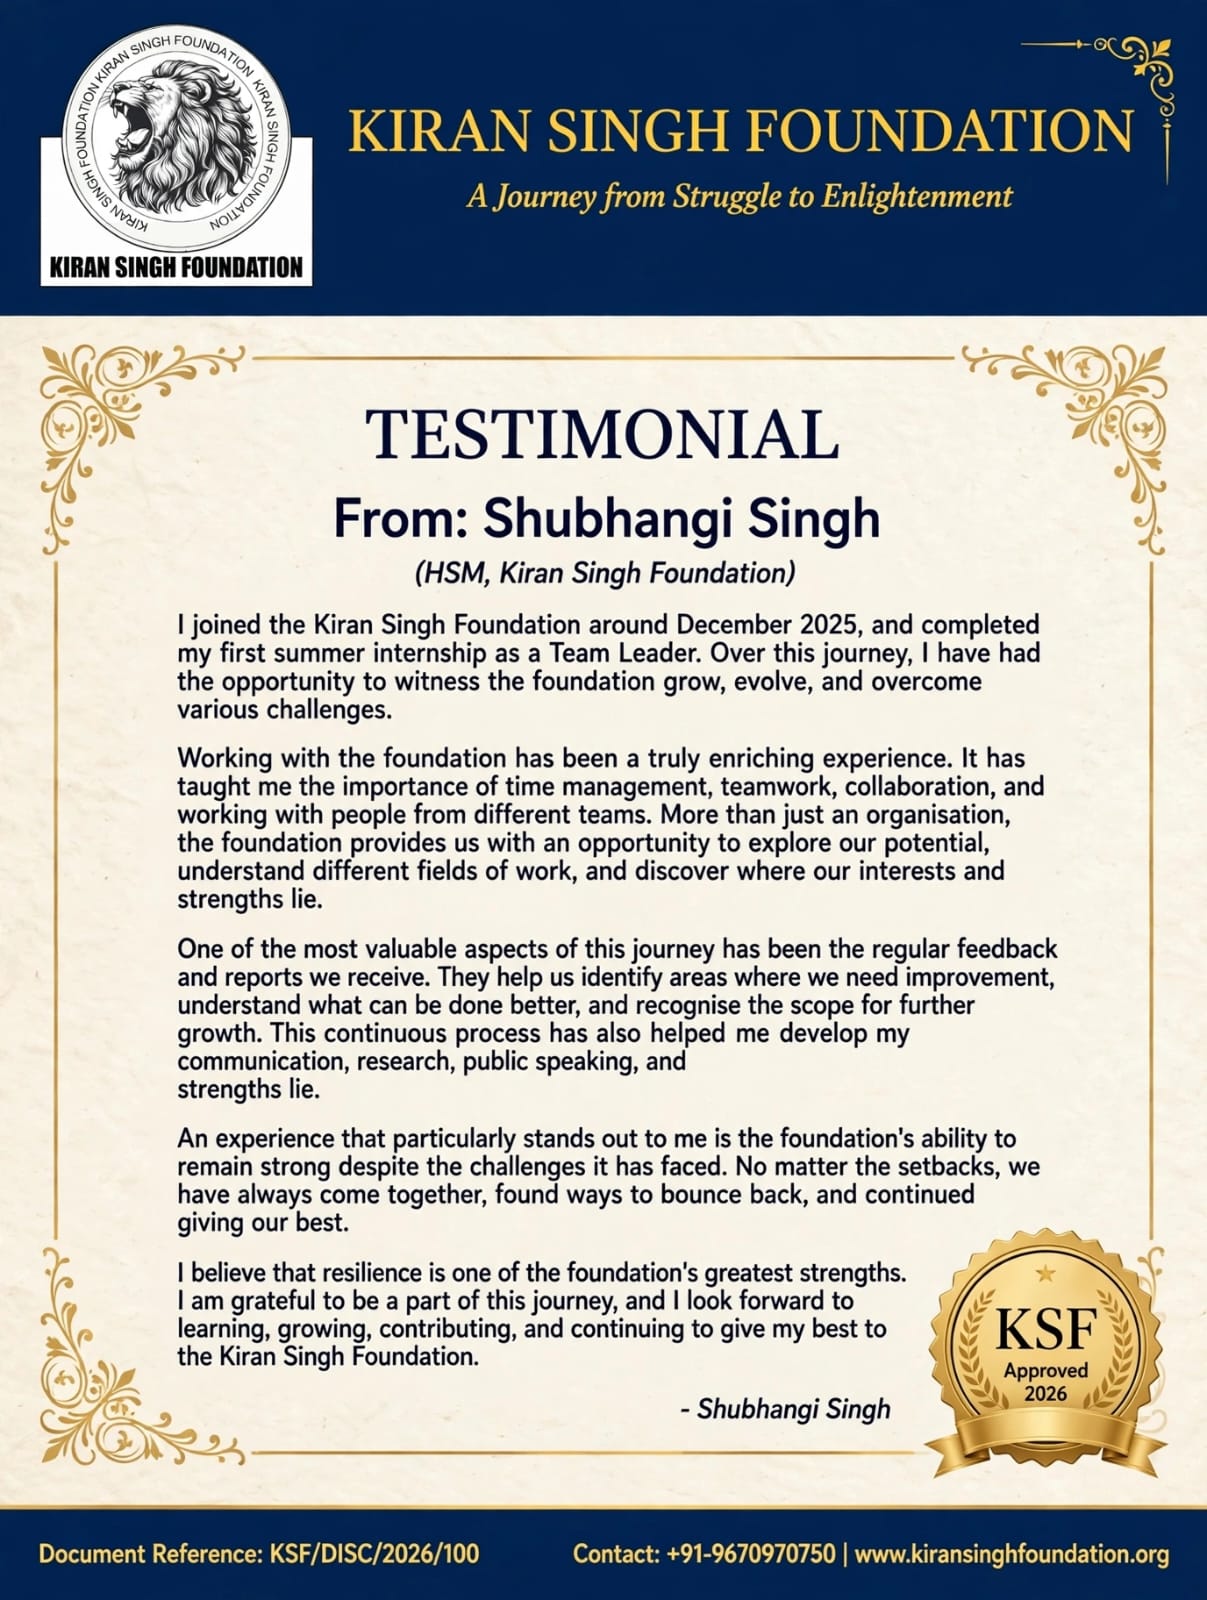 KIRAN SINGH FOUNDATION KIRAN SINGH FOUNDATION KIRAN SINGH FOUNDATION
KIRAN SINGH FOUNDATION
KIRAN SINGH FOUNDATION
A Journey from Struggle to Enlightenment
TESTIMONIAL
From: Shubhangi Singh
(HSM, Kiran Singh Foundation)
I joined the Kiran Singh Foundation around December 2025, and completed
my first summer internship as a Team Leader. Over this journey, I have had
the opportunity to witness the foundation grow, evolve, and overcome
various challenges.
Working with the foundation has been a truly enriching experience. It has
taught me the importance of time management, teamwork, collaboration, and
working with people from different teams. More than just an organisation,
the foundation provides us with an opportunity to explore our potential,
understand different fields of work, and discover where our interests and
strengths lie.
One of the most valuable aspects of this journey has been the regular feedback
and reports we receive. They help us identify areas where we need improvement,
understand what can be done better, and recognise the scope for further
growth. This continuous process has also helped me develop my
communication, research, public speaking, and
strengths lie.
An experience that particularly stands out to me is the foundation's ability to
remain strong despite the challenges it has faced. No matter the setbacks, we
have always come together, found ways to bounce back, and continued
giving our best.
I believe that resilience is one of the foundation's greatest strengths.
I am grateful to be a part of this journey, and I look forward to
learning, growing, contributing, and continuing to give my best to
the Kiran Singh Foundation.
- Shubhangi Singh
KSF
Approved
2026
Document Reference: KSF/DISC/2026/100
Contact: +91-9670970750 | www.kiransinghfoundation.org